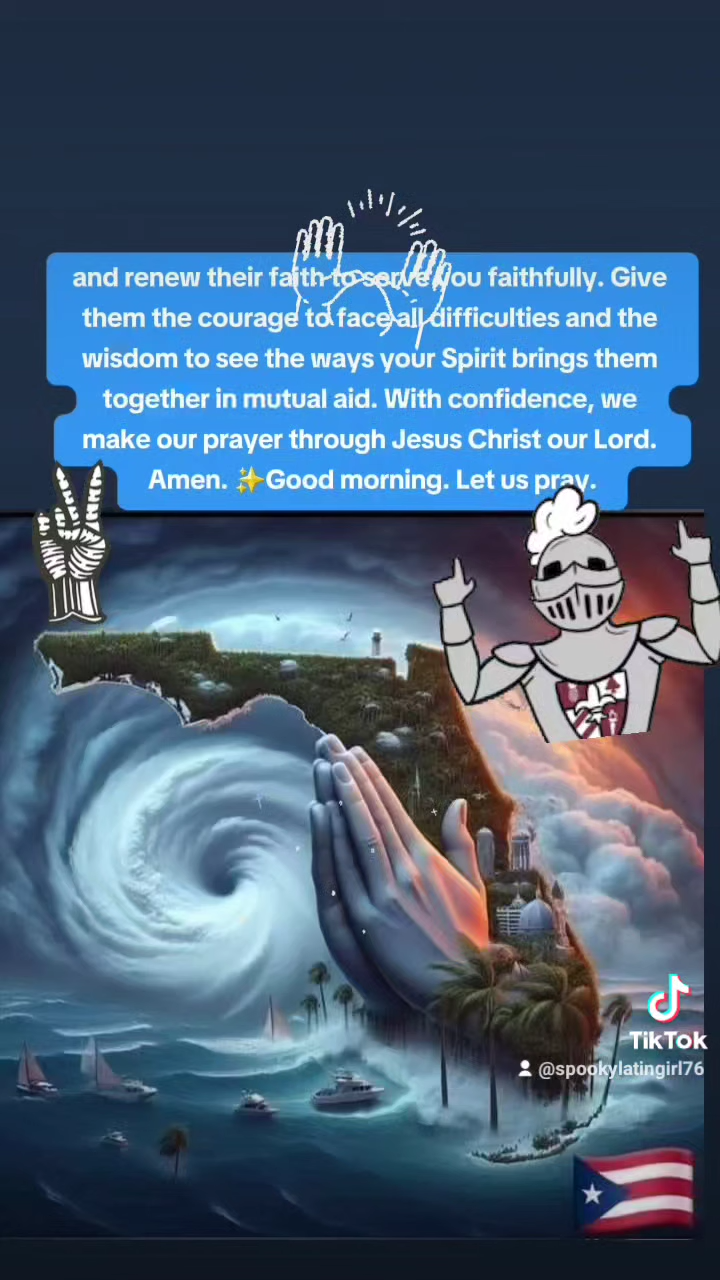 and renew their faith to serve you faithfully. Give
them the courage to face all difficulties and the
wisdom to see the ways your Spirit brings them
together in mutual aid. With confidence, we
make our prayer through Jesus Christ our Lord.
Amen. ✨Good morning. Let us pray.
TikTok
@spookylatingirl76